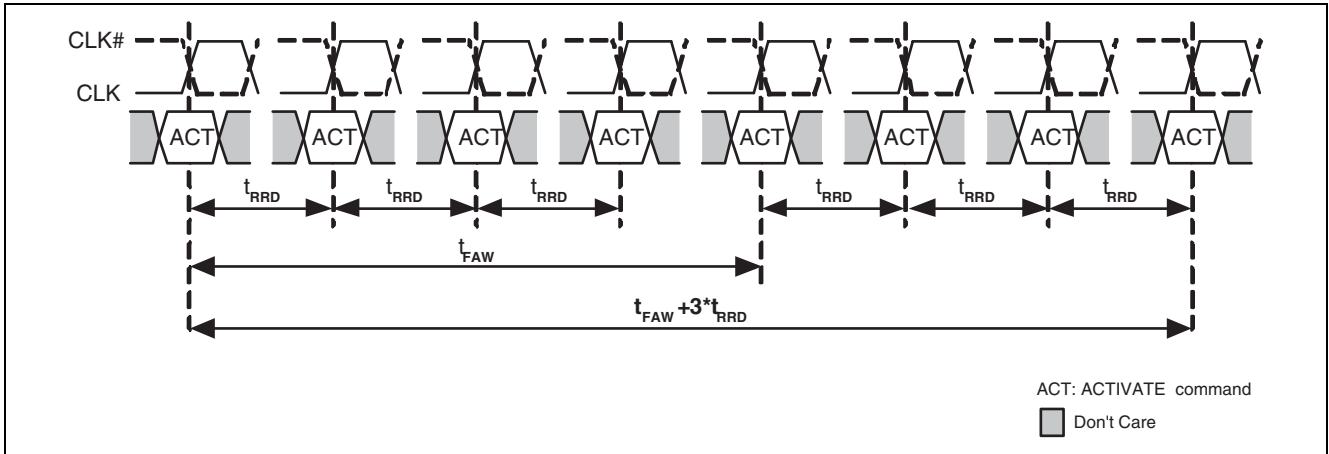 CLK#
CLK
ACT ACT ACT ACT ACT ACT ACT ACT
tRRD tRRD tRRD tRRD tRRD tRRD
tFAW
tFAW +3*tRRD
ACT: ACTIVATE command
Don't Care